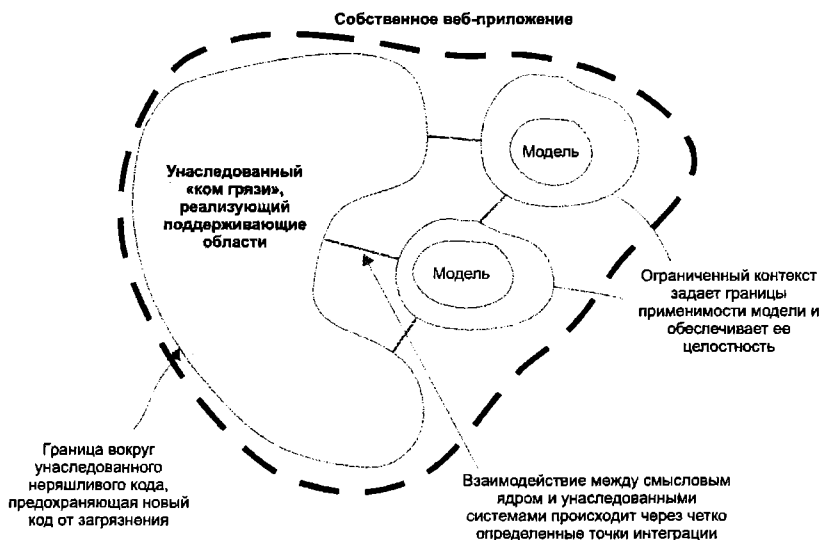 Собственное веб-приложение
Модель
Унаследованный
«ком грязи»,
реализующий
поддерживающие
области
Модель
Ограниченный контекст
задает границы
применимости модели и
обеспечивает ее
целостность
Граница вокруг
унаследованного
неряшливого кода,
предохраняющая новый
код от загрязнения
Взаимодействие между смысловым
ядром и унаследованными
системами происходит через четко
определенные точки интеграции